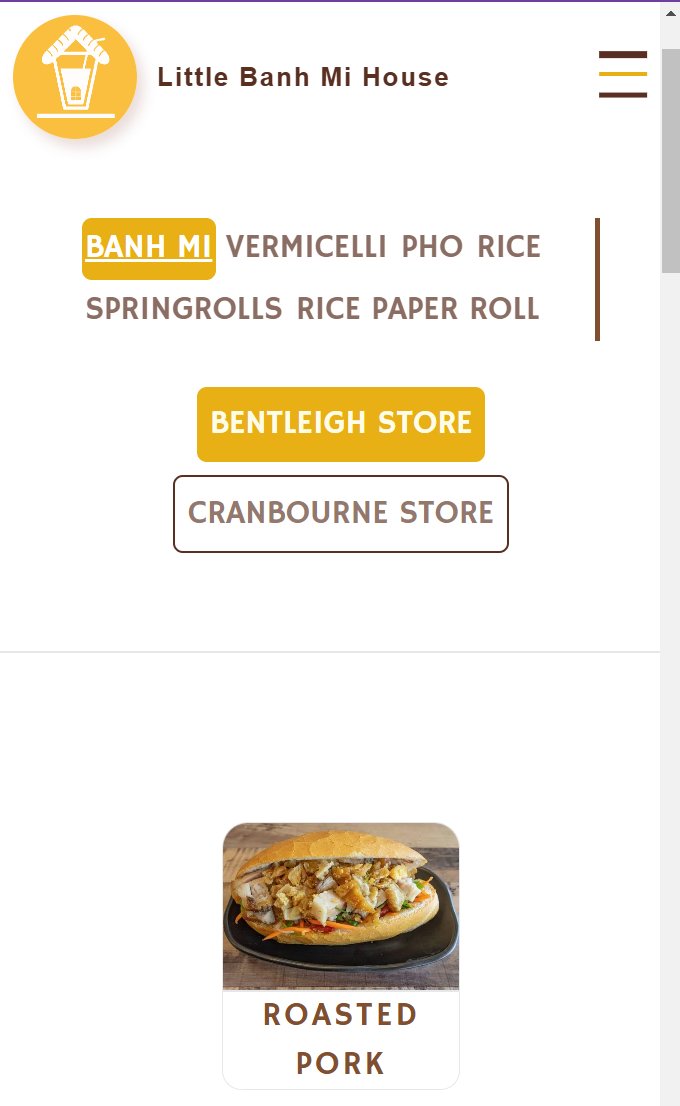 Little Banh Mi House
BANH MI VERMICELLI PHO RICE
SPRINGROLLS RICE PAPER ROLL
BENTLEIGH STORE
CRANBOURNE STORE
ROASTED
PORK